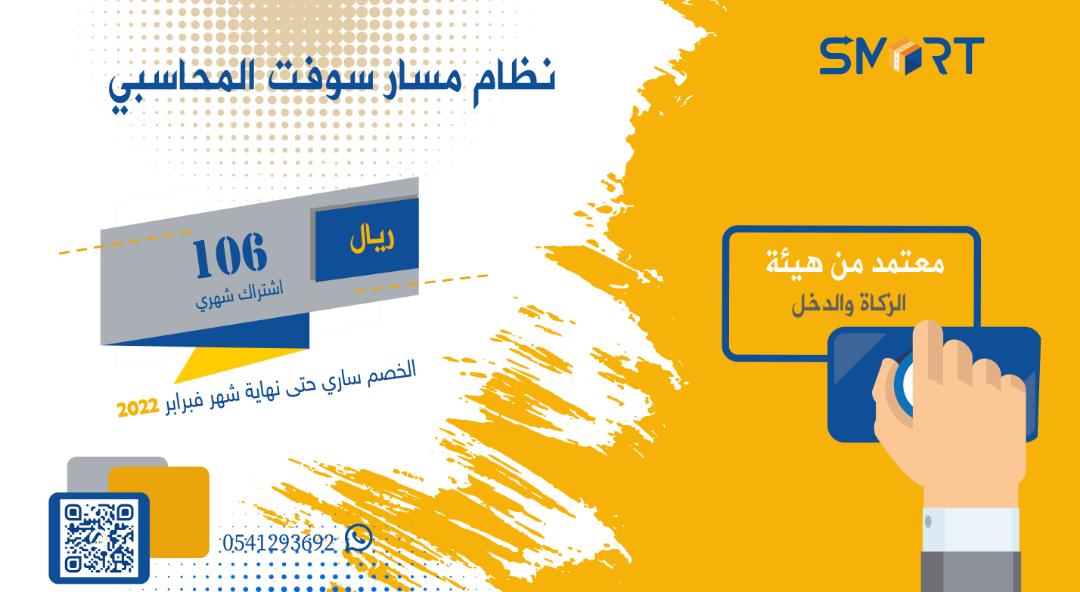 SMART
نظام مسار سوفت المحاسبي
106
ريال
اشتراك شهري
الخصم ساري حتى نهاية شهر فبرابر 2022
معتمد من هيئة
الزكاة والدخل
0541293692